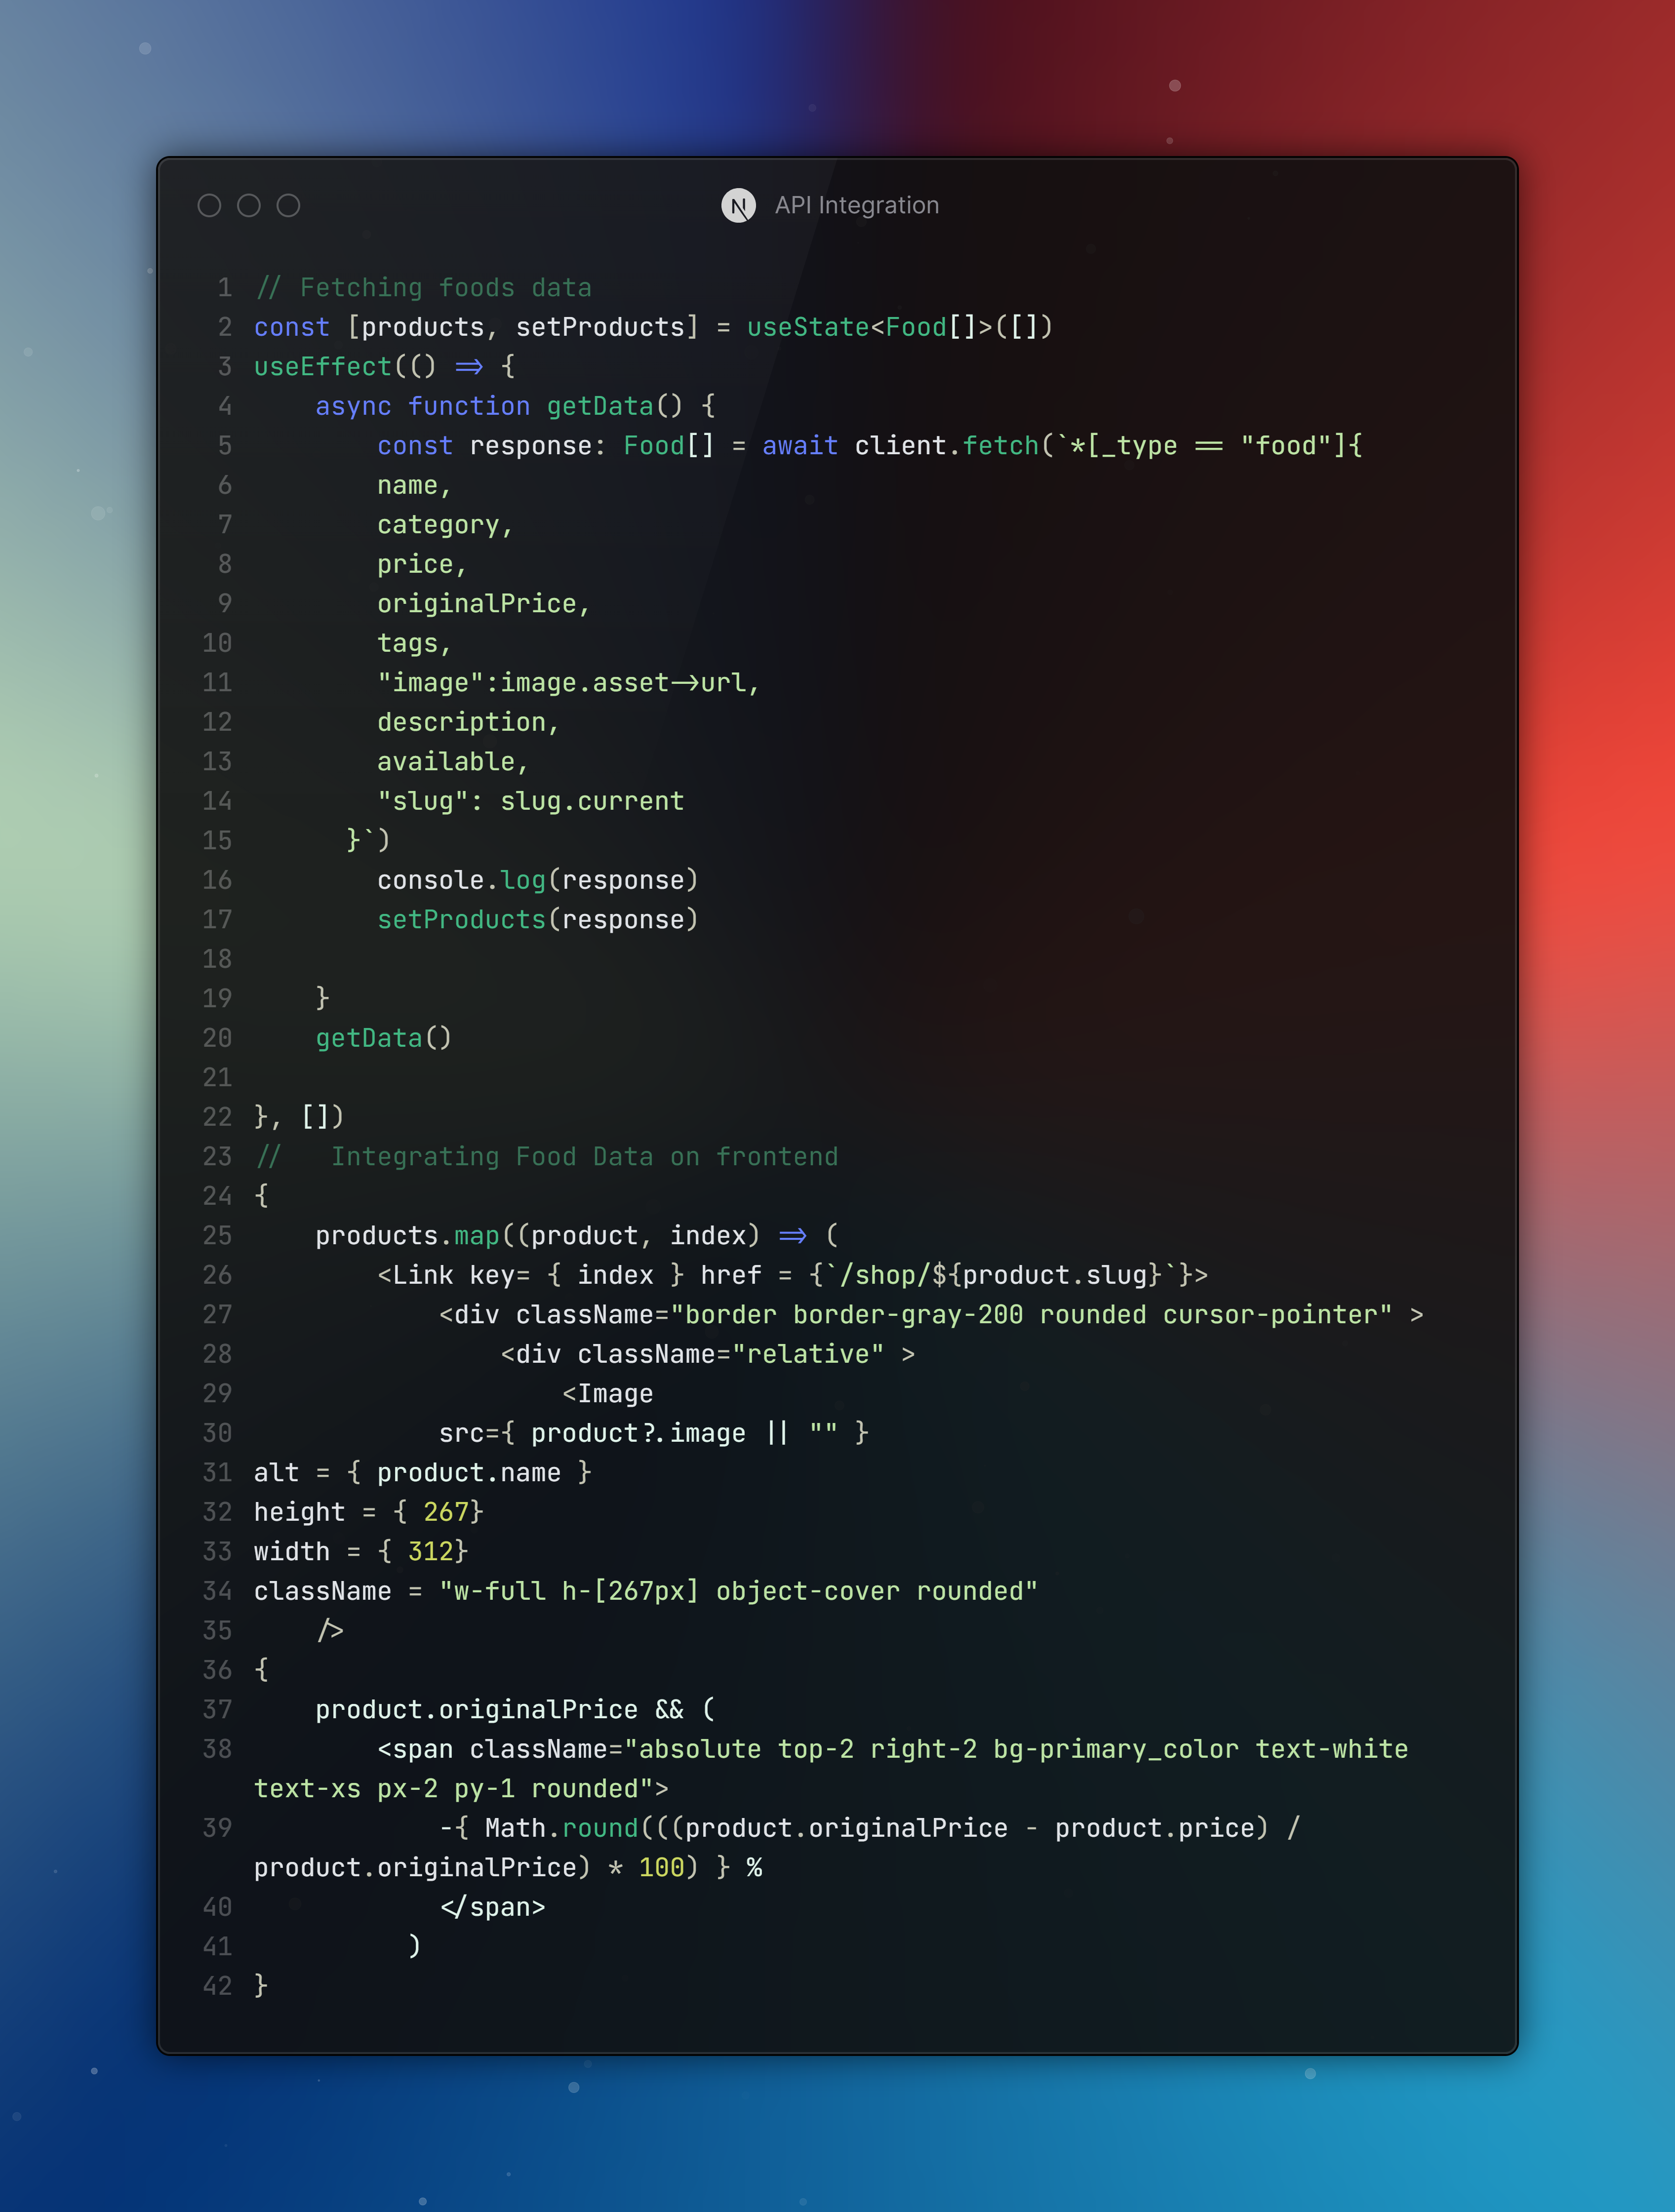 API Integration
1 // Fetching foods data
2 const [products, setProducts] = useState<Food[]>([])
3 useEffect(() => {
4     async function getData() {
5         const response: Food[] = await client.fetch(`*[_type == "food"]{
6         name,
7         category,
8         price,
9         originalPrice,
10         tags,
11         "image":image.asset->url,
12         description,
13         available,
14         "slug": slug.current
15       }`)
16         console.log(response)
17         setProducts(response)
18
19     }
20     getData()
21
22 }, [])
23 //   Integrating Food Data on frontend
24 {
25     products.map((product, index) => (
26         <Link key= { index } href = {`/shop/${product.slug}`}>
27             <div className="border border-gray-200 rounded cursor-pointer" >
28                 <div className="relative" >
29                     <Image
30             src={ product?.image || "" }
31 alt = { product.name }
32 height = { 267}
33 width = { 312}
34 className = "w-full h-[267px] object-cover rounded"
35     />
36 {
37     product.originalPrice && (
38         <span className="absolute top-2 right-2 bg-primary_color text-white
text-xs px-2 py-1 rounded">
39             -{ Math.round(((product.originalPrice - product.price) /
product.originalPrice) * 100) } %
40             </span>
41           )
42 }